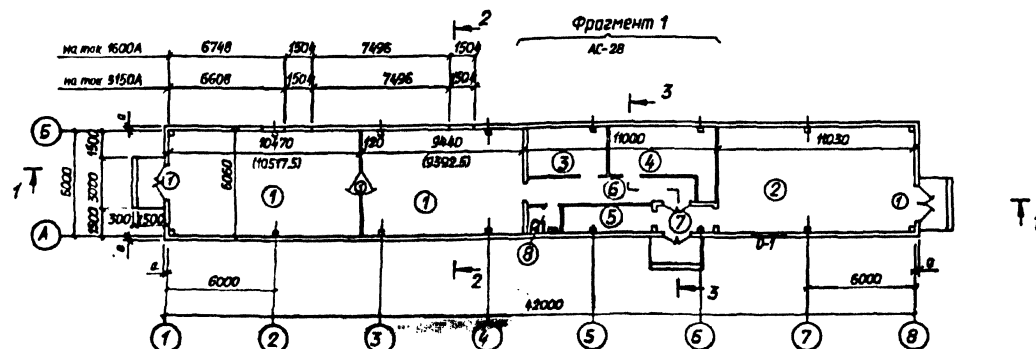 2
Фрагмент 1
АС-28
на ток 1600А 6748 1504 7496 1504
на ток 3150А 6608 1504 7496 1504
3
Б а 10470 120 9440 11000 11030
(10517.5) (9392.5)
1500 6000 3000 1500 6060
3 4
1 1 1 1 1 6 2 1 1
300 1500 5 7
А а 8 О-1
а 2 3 а
6000 42000 6000
1 2 3 4 5 6 7 8